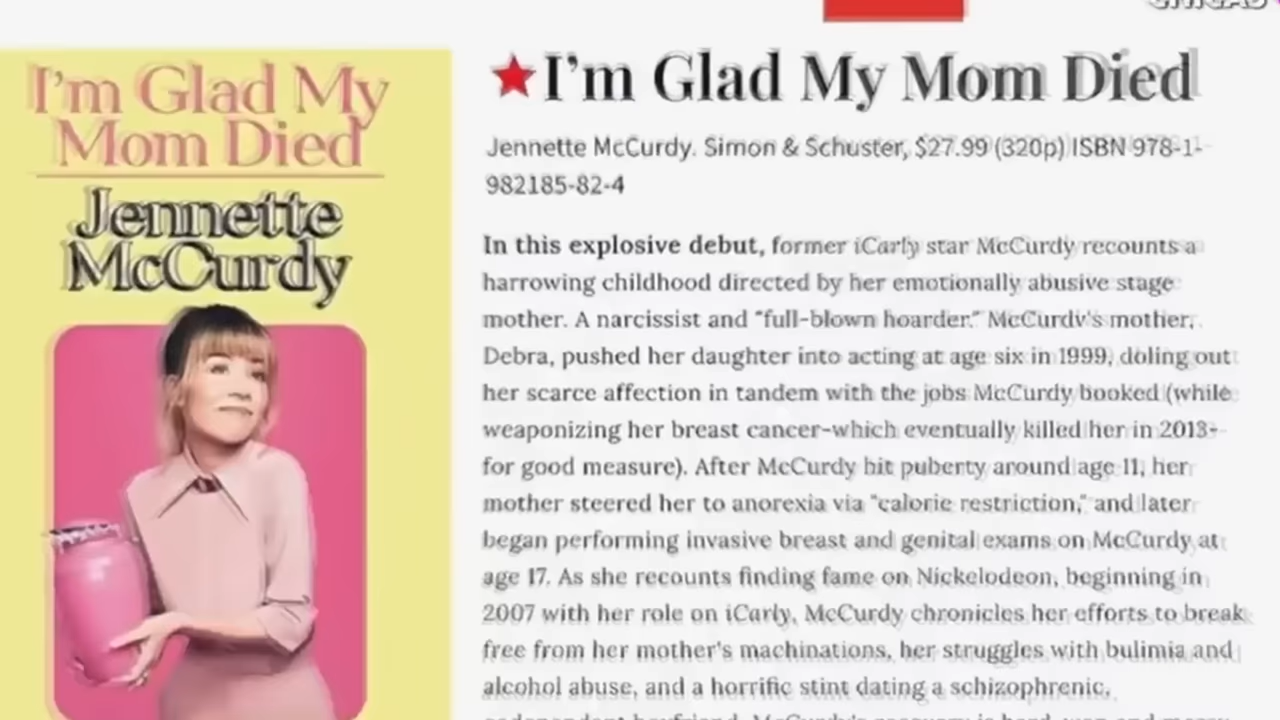 I'm Glad My
Mom Died
Jennette
McCurdy
I'm Glad My Mom Died
Jennette McCurdy. Simon & Schuster, $27.99 (320p) ISBN 978-1-
982185-82-4
In this explosive debut, former iCarly star McCurdy recounts a
harrowing childhood directed by her emotionally abusive stage
mother. A narcissist and "full-blown hoarder." McCurdy's mother,
Debra, pushed her daughter into acting at age six in 1999, doling out
her scarce affection in tandem with the jobs McCurdy booked (while
weaponizing her breast cancer-which eventually killed her in 2013-
for good measure). After McCurdy hit puberty around age 11, her
mother steered her to anorexia via "calorie restriction," and later
began performing invasive breast and genital exams on McCurdy at
age 17. As she recounts finding fame on Nickelodeon, beginning in
2007 with her role on iCarly, McCurdy chronicles her efforts to break
free from her mother's machinations, her struggles with bulimia and
alcohol abuse, and a horrific stint dating a schizophrenic,